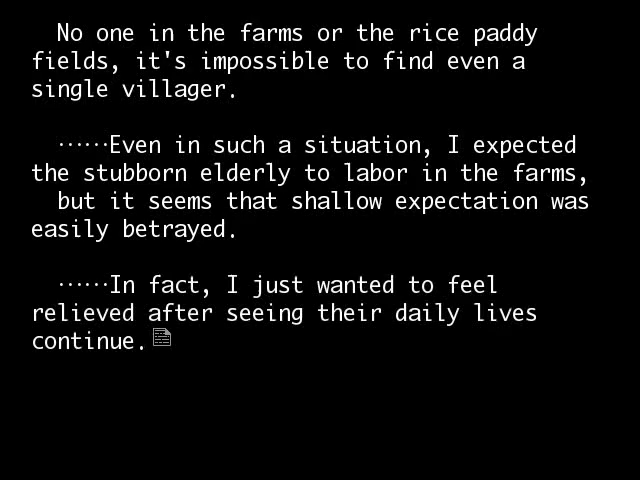 No one in the farms or the rice paddy
fields, it's impossible to find even a
single villager.
……Even in such a situation, I expected
the stubborn elderly to labor in the farms,
but it seems that shallow expectation was
easily betrayed.
……In fact, I just wanted to feel
relieved after seeing their daily lives
continue.